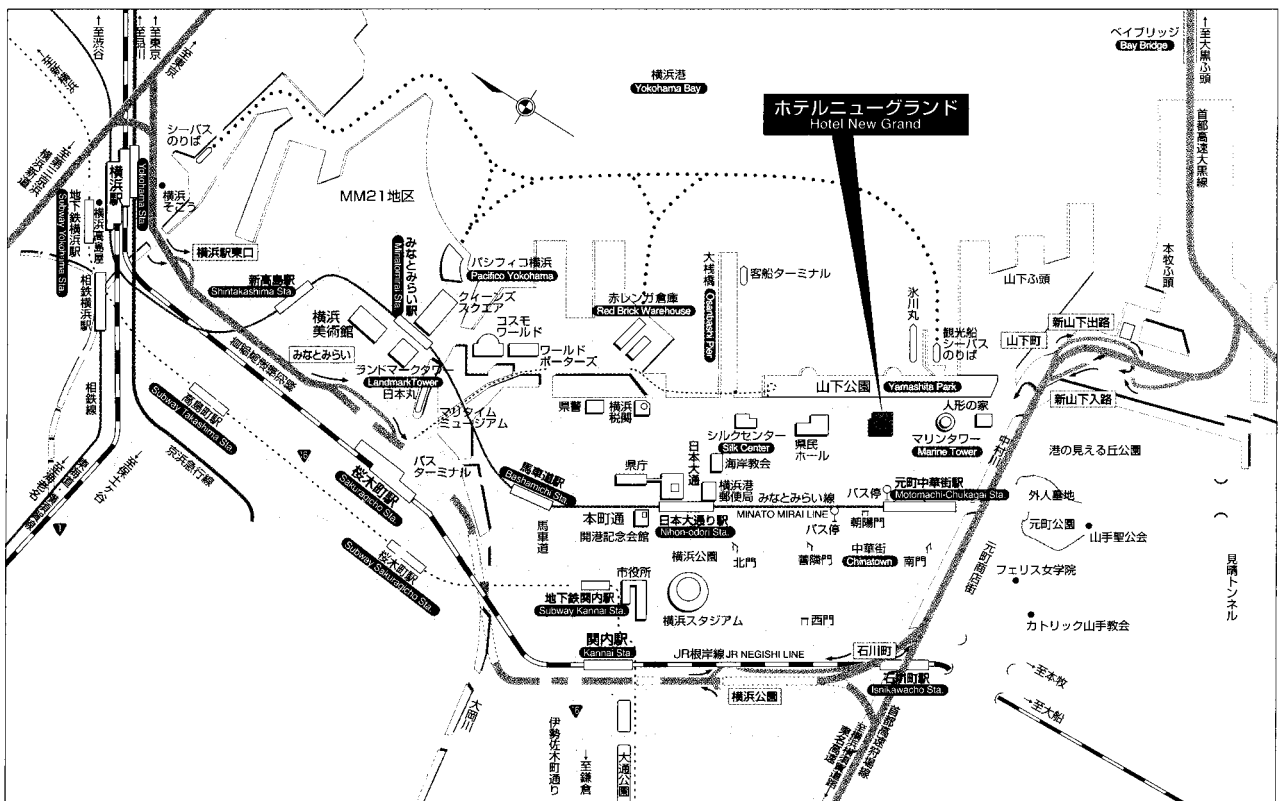 ←至渋谷
←至品川
←至東京
←至東京
←至新横浜
ベイブリッジ
Bay Bridge
→至大黒ふ頭
横浜港
Yokohama Bay
ホテルニューグランド
Hotel New Grand
首都高速大黒線
シーバス
のりば
横浜駅
Yokohama Sta.
横浜
そごう
MM21地区
地下鉄横浜駅
Subway Yokohama Sta.
横浜高島屋
横浜駅東口
相鉄横浜駅
新高島駅
Shintakashima Sta.
みなとみらい駅
Minatomirai Sta.
パシフィコ横浜
Pacifico Yokohama
クイーンズ
スクエア
大桟橋
Osanbashi Pier
客船ターミナル
本牧ふ頭
山下ふ頭
赤レンガ倉庫
Red Brick Warehouse
氷川丸
観光船
シーバス
のりば
新山下出路
山下町
横浜
美術館
コスモ
ワールド
ワールド
ポーターズ
みなとみらい
ランドマークタワー
Landmark Tower
日本丸
山下公園
Yamashita Park
新山下入路
相鉄線
高島町駅
Subway Takashima Sta.
マリタイム
ミュージアム
県警
横浜
税関
人形の家
シルクセンター
Silk Center
県民
ホール
マリンタワー
Marine Tower
中村川
港の見える丘公園
京浜急行線
桜木町駅
Sakuragicho Sta.
バス
ターミナル
馬車道駅
Bashamichi Sta.
県庁
日本大通
海岸教会
横浜港
郵便局
みなとみらい線
MINATO MIRAI LINE
バス停
元町中華街駅
Motomachi-Chukagai Sta.
外人墓地
馬車道
本町通
開港記念会館
日本大通り駅
Nihon-odori Sta.
バス停
朝陽門
元町公園
山手聖公会
桜木町駅
Subway Sakuragicho Sta.
横浜公園
北門
善隣門
中華街
Chinatown
南門
元町商店街
フェリス女学院
見晴トンネル
市役所
地下鉄関内駅
Subway Kannai Sta.
横浜スタジアム
西門
カトリック山手教会
関内駅
Kannai Sta.
JR根岸線 JR NEGISHI LINE
石川町
石川町駅
Isnikawacho Sta.
横浜公園
→至本牧
→至大船
大岡川
伊勢佐木町通り
→至鎌倉
大通公園